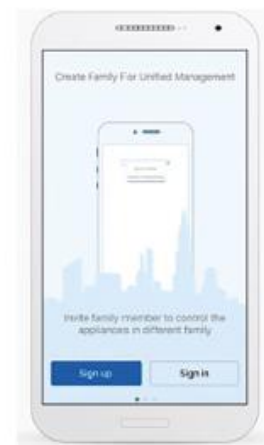 Create Family For Unified Management
Invite family member to control the
appliances in different family
Sign up
Sign in